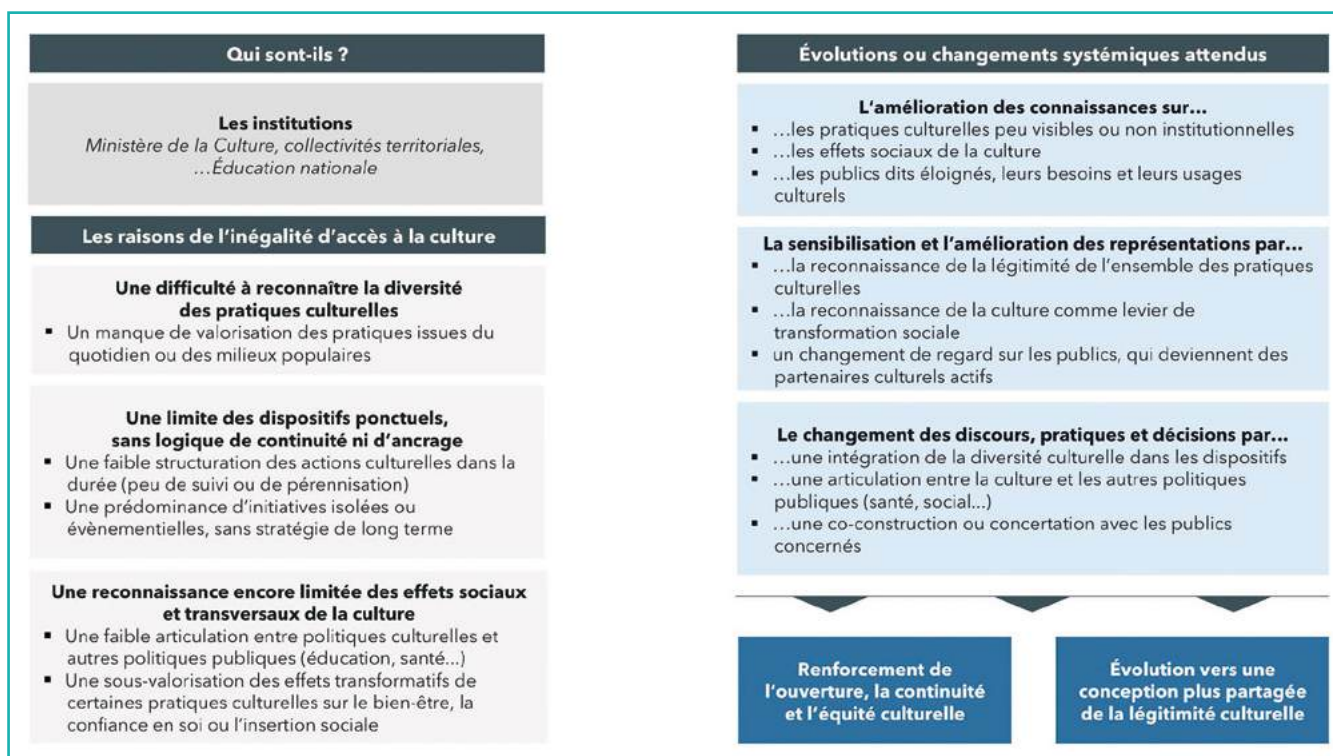 Qui sont-ils ?
Les institutions
Ministère de la Culture, collectivités territoriales,
…Éducation nationale
Les raisons de l'inégalité d'accès à la culture
Une difficulté à reconnaître la diversité
des pratiques culturelles
▪ Un manque de valorisation des pratiques issues du
quotidien ou des milieux populaires
Une limite des dispositifs ponctuels,
sans logique de continuité ni d'ancrage
▪ Une faible structuration des actions culturelles dans la
durée (peu de suivi ou de pérennisation)
▪ Une prédominance d'initiatives isolées ou
évènementielles, sans stratégie de long terme
Une reconnaissance encore limitée des effets sociaux
et transversaux de la culture
▪ Une faible articulation entre politiques culturelles et
autres politiques publiques (éducation, santé...)
▪ Une sous-valorisation des effets transformatifs de
certaines pratiques culturelles sur le bien-être, la
confiance en soi ou l'insertion sociale
Évolutions ou changements systémiques attendus
L'amélioration des connaissances sur…
▪ …les pratiques culturelles peu visibles ou non institutionnelles
▪ …les effets sociaux de la culture
▪ …les publics dits éloignés, leurs besoins et leurs usages
culturels
La sensibilisation et l'amélioration des représentations par…
▪ …la reconnaissance de la légitimité de l'ensemble des pratiques
culturelles
▪ …la reconnaissance de la culture comme levier de
transformation sociale
▪ un changement de regard sur les publics, qui deviennent des
partenaires culturels actifs
Le changement des discours, pratiques et décisions par…
▪ …une intégration de la diversité culturelle dans les dispositifs
▪ …une articulation entre la culture et les autres politiques
publiques (santé, social...)
▪ …une co-construction ou concertation avec les publics
concernés
Renforcement de
l'ouverture, la continuité
et l'équité culturelle
Évolution vers une
conception plus partagée
de la légitimité culturelle